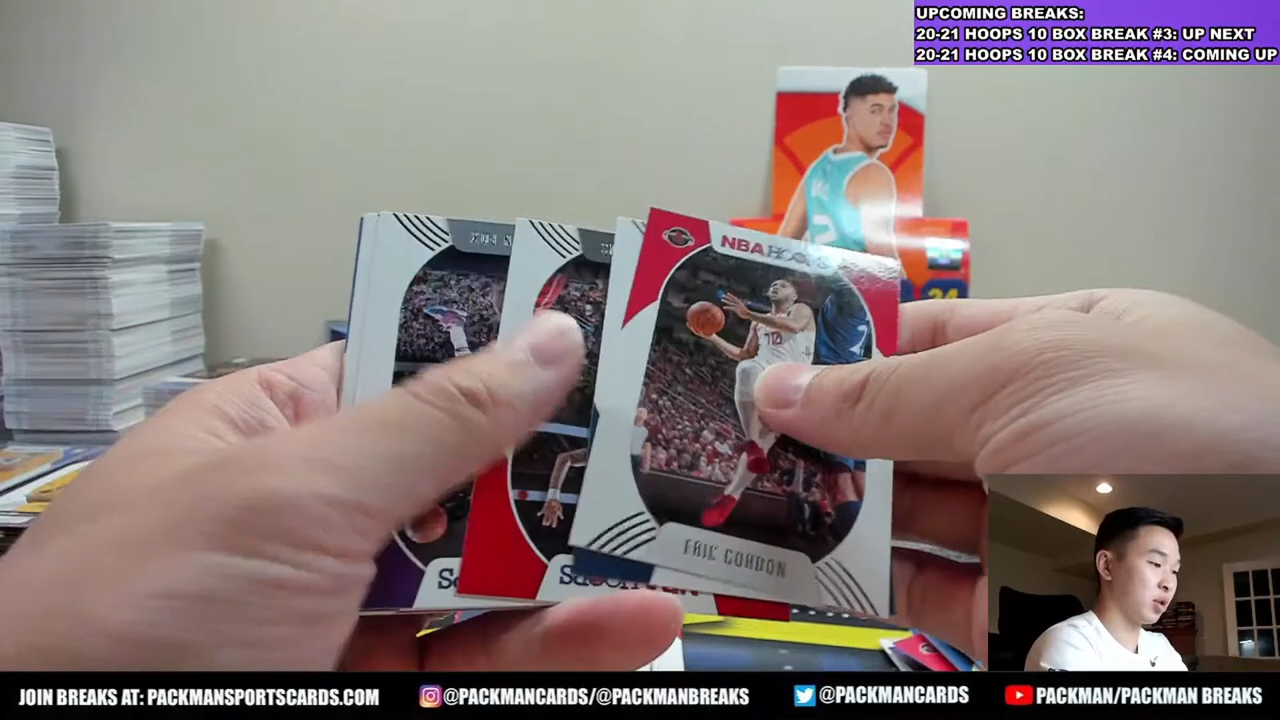 UPCOMING BREAKS:
20-21 HOOPS 10 BOX BREAK #3: UP NEXT
20-21 HOOPS 10 BOX BREAK #4: COMING UP
NBA HOOPS
10
ERIC GORDON
JOIN BREAKS AT: PACKMANSPORTSCARDS.COM
@PACKMANCARDS/@PACKMANBREAKS
@PACKMANCARDS
PACKMAN/PACKMAN BREAKS